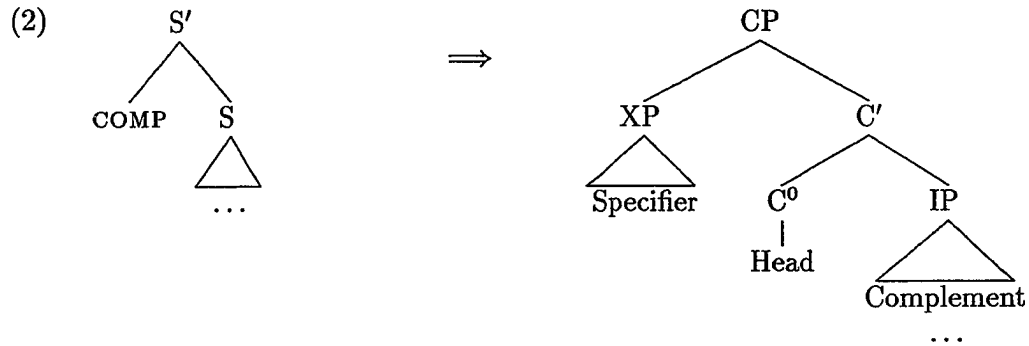 (2) S′ ⟹ CP
COMP S XP C′
... Specifier C⁰ IP
Head Complement
...